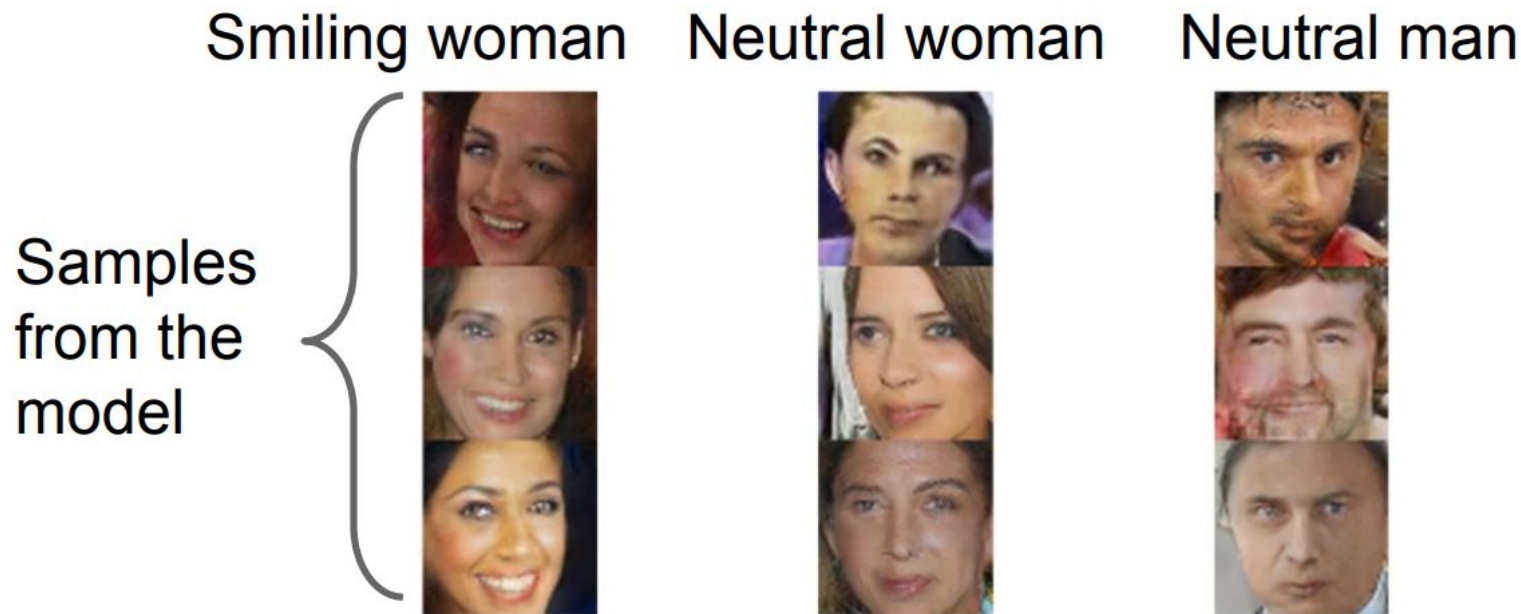 Smiling woman
Neutral woman
Neutral man
Samples
from the
model